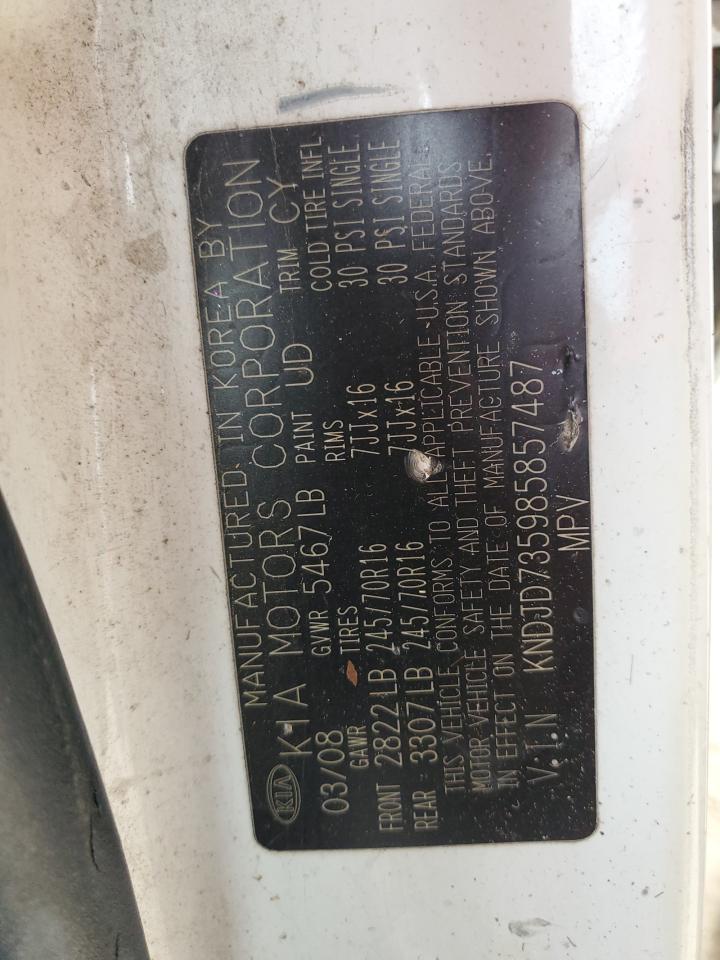 MANUFACTURED IN KOREA BY
KIA KIA MOTORS CORPORATION
03/08 GVWR 5467 LB PAINT UD TRIM CY
GAWR TIRES RIMS COLD TIRE INFL
FRONT 2822 LB 245/70R16 7JJx16 30 PSI SINGLE
REAR 3307 LB 245/70R16 7JJx16 30 PSI SINGLE
THIS VEHICLE CONFORMS TO ALL APPLICABLE U.S.A. FEDERAL
MOTOR VEHICLE SAFETY AND THEFT PREVENTION STANDARDS
IN EFFECT ON THE DATE OF MANUFACTURE SHOWN ABOVE.
V.I.N KNDJD735985857487
MPV